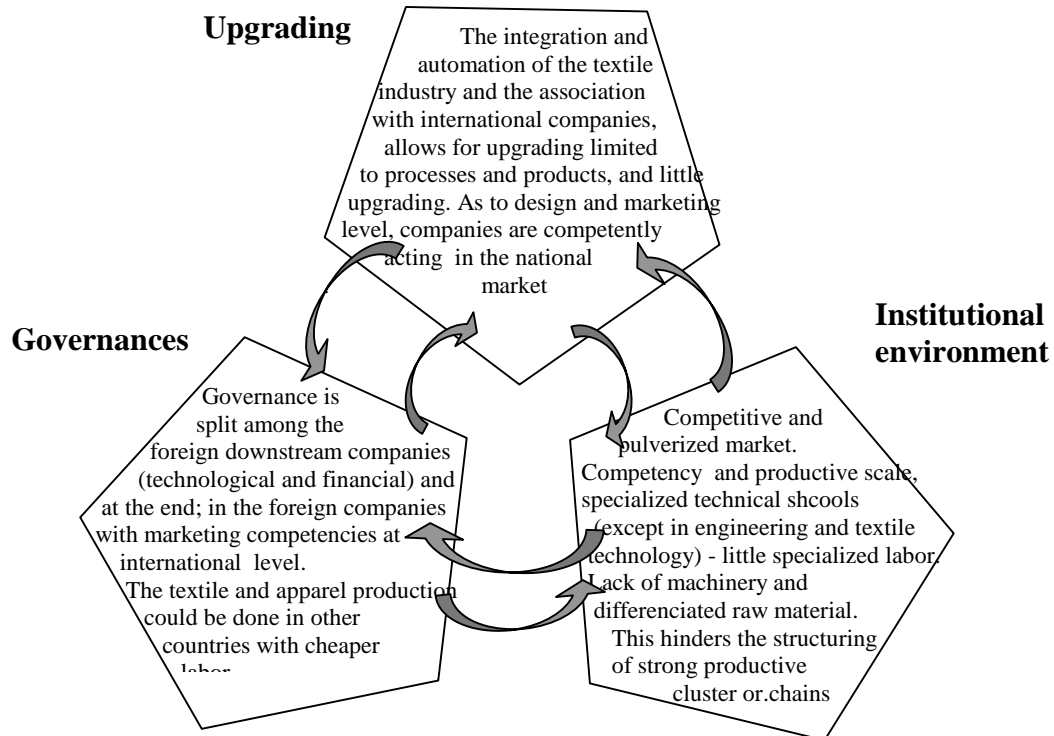 Upgrading
The integration and
automation of the textile
industry and the association
with international companies,
allows for upgrading limited
to processes and products, and little
upgrading. As to design and marketing
level, companies are competently
acting in the national
market
Governances
Governance is
split among the
foreign downstream companies
(technological and financial) and
at the end; in the foreign companies
with marketing competencies at
international level.
The textile and apparel production
could be done in other
countries with cheaper
labor
Institutional
environment
Competitive and
pulverized market.
Competency and productive scale,
specialized technical shcools
(except in engineering and textile
technology) - little specialized labor.
Lack of machinery and
differenciated raw material.
This hinders the structuring
of strong productive
cluster or.chains